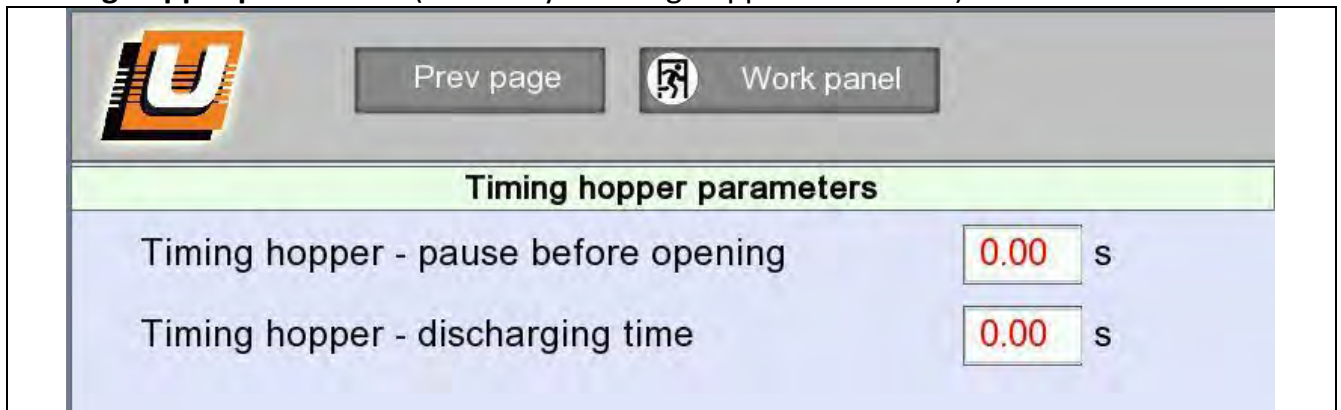 U
Prev page
Work panel
Timing hopper parameters
Timing hopper - pause before opening 0.00 s
Timing hopper - discharging time 0.00 s